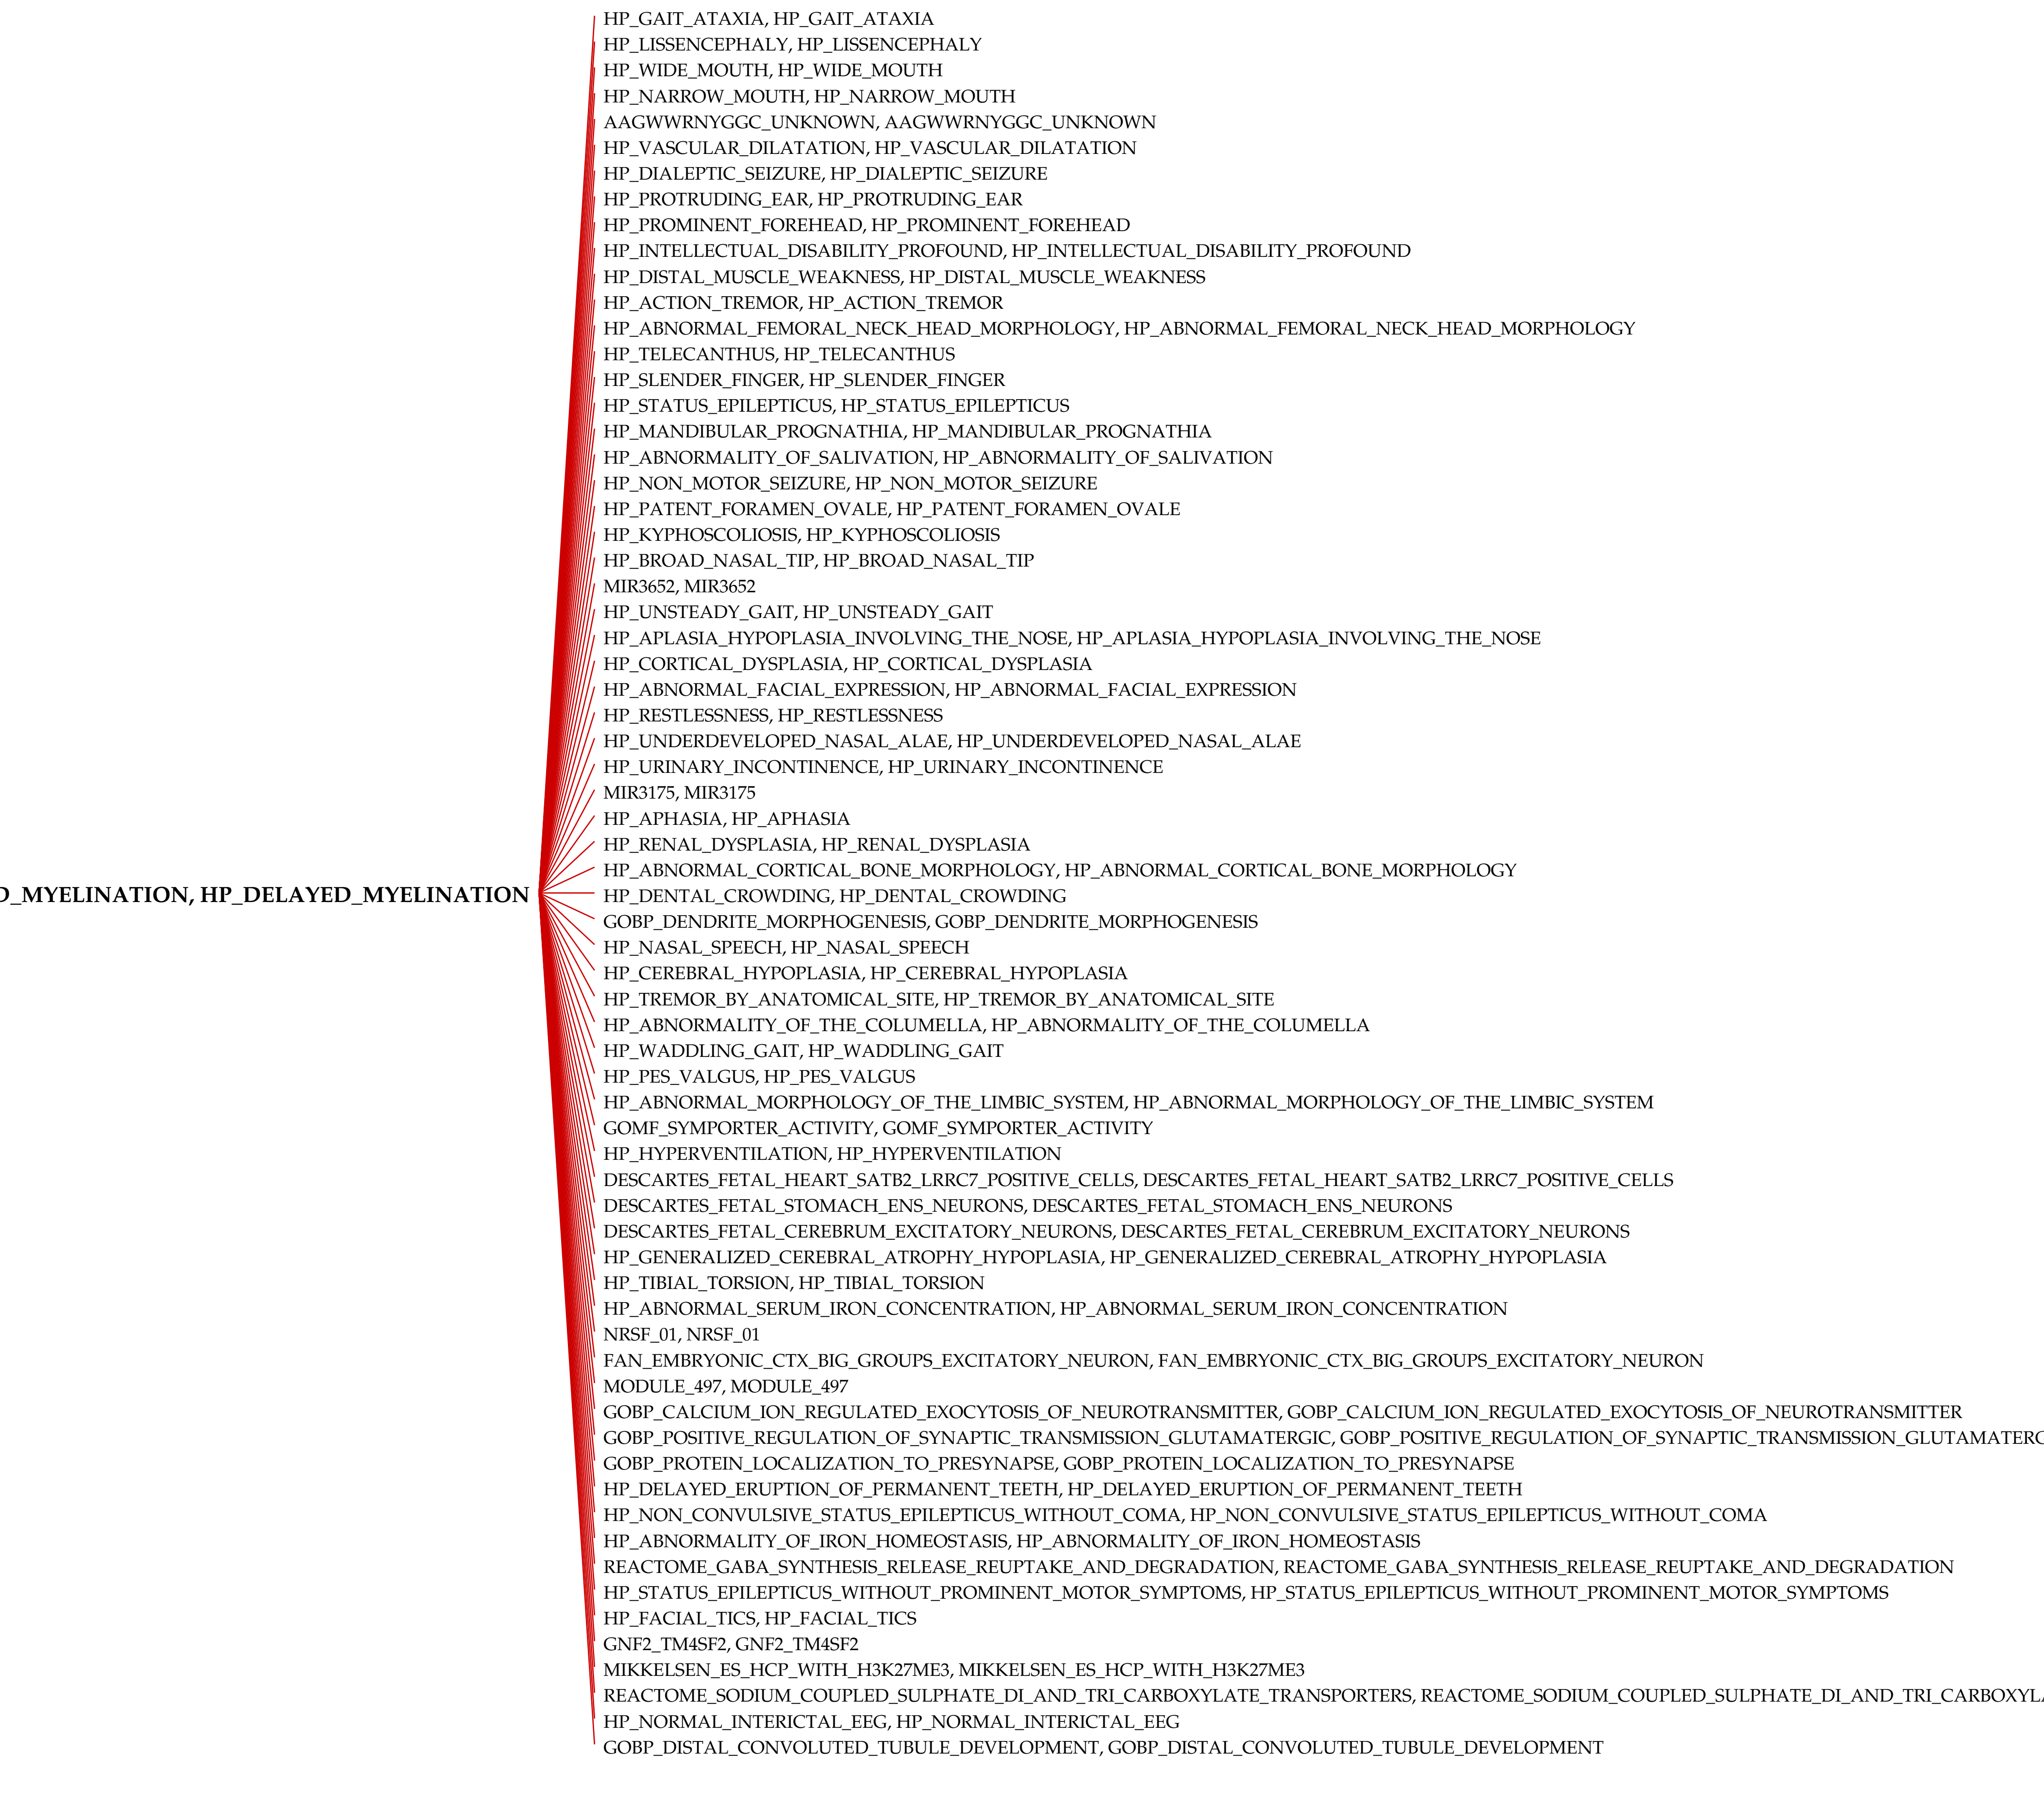 HP_GAIT_ATAXIA, HP_GAIT_ATAXIA
HP_LISSENCEPHALY, HP_LISSENCEPHALY
HP_WIDE_MOUTH, HP_WIDE_MOUTH
HP_NARROW_MOUTH, HP_NARROW_MOUTH
AAGWWRNYGGC_UNKNOWN, AAGWWRNYGGC_UNKNOWN
HP_VASCULAR_DILATATION, HP_VASCULAR_DILATATION
HP_DIALEPTIC_SEIZURE, HP_DIALEPTIC_SEIZURE
HP_PROTRUDING_EAR, HP_PROTRUDING_EAR
HP_PROMINENT_FOREHEAD, HP_PROMINENT_FOREHEAD
HP_INTELLECTUAL_DISABILITY_PROFOUND, HP_INTELLECTUAL_DISABILITY_PROFOUND
HP_DISTAL_MUSCLE_WEAKNESS, HP_DISTAL_MUSCLE_WEAKNESS
HP_ACTION_TREMOR, HP_ACTION_TREMOR
HP_ABNORMAL_FEMORAL_NECK_HEAD_MORPHOLOGY, HP_ABNORMAL_FEMORAL_NECK_HEAD_MORPHOLOGY
HP_TELECANTHUS, HP_TELECANTHUS
HP_SLENDER_FINGER, HP_SLENDER_FINGER
HP_STATUS_EPILEPTICUS, HP_STATUS_EPILEPTICUS
HP_MANDIBULAR_PROGNATHIA, HP_MANDIBULAR_PROGNATHIA
HP_ABNORMALITY_OF_SALIVATION, HP_ABNORMALITY_OF_SALIVATION
HP_NON_MOTOR_SEIZURE, HP_NON_MOTOR_SEIZURE
HP_PATENT_FORAMEN_OVALE, HP_PATENT_FORAMEN_OVALE
HP_KYPHOSCOLIOSIS, HP_KYPHOSCOLIOSIS
HP_BROAD_NASAL_TIP, HP_BROAD_NASAL_TIP
MIR3652, MIR3652
HP_UNSTEADY_GAIT, HP_UNSTEADY_GAIT
HP_APLASIA_HYPOPLASIA_INVOLVING_THE_NOSE, HP_APLASIA_HYPOPLASIA_INVOLVING_THE_NOSE
HP_CORTICAL_DYSPLASIA, HP_CORTICAL_DYSPLASIA
HP_ABNORMAL_FACIAL_EXPRESSION, HP_ABNORMAL_FACIAL_EXPRESSION
HP_RESTLESSNESS, HP_RESTLESSNESS
HP_UNDERDEVELOPED_NASAL_ALAE, HP_UNDERDEVELOPED_NASAL_ALAE
HP_URINARY_INCONTINENCE, HP_URINARY_INCONTINENCE
MIR3175, MIR3175
HP_APHASIA, HP_APHASIA
HP_RENAL_DYSPLASIA, HP_RENAL_DYSPLASIA
HP_ABNORMAL_CORTICAL_BONE_MORPHOLOGY, HP_ABNORMAL_CORTICAL_BONE_MORPHOLOGY
D_MYELINATION, HP_DELAYED_MYELINATION
HP_DENTAL_CROWDING, HP_DENTAL_CROWDING
GOBP_DENDRITE_MORPHOGENESIS, GOBP_DENDRITE_MORPHOGENESIS
HP_NASAL_SPEECH, HP_NASAL_SPEECH
HP_CEREBRAL_HYPOPLASIA, HP_CEREBRAL_HYPOPLASIA
HP_TREMOR_BY_ANATOMICAL_SITE, HP_TREMOR_BY_ANATOMICAL_SITE
HP_ABNORMALITY_OF_THE_COLUMELLA, HP_ABNORMALITY_OF_THE_COLUMELLA
HP_WADDLING_GAIT, HP_WADDLING_GAIT
HP_PES_VALGUS, HP_PES_VALGUS
HP_ABNORMAL_MORPHOLOGY_OF_THE_LIMBIC_SYSTEM, HP_ABNORMAL_MORPHOLOGY_OF_THE_LIMBIC_SYSTEM
GOMF_SYMPORTER_ACTIVITY, GOMF_SYMPORTER_ACTIVITY
HP_HYPERVENTILATION, HP_HYPERVENTILATION
DESCARTES_FETAL_HEART_SATB2_LRRC7_POSITIVE_CELLS, DESCARTES_FETAL_HEART_SATB2_LRRC7_POSITIVE_CELLS
DESCARTES_FETAL_STOMACH_ENS_NEURONS, DESCARTES_FETAL_STOMACH_ENS_NEURONS
DESCARTES_FETAL_CEREBRUM_EXCITATORY_NEURONS, DESCARTES_FETAL_CEREBRUM_EXCITATORY_NEURONS
HP_GENERALIZED_CEREBRAL_ATROPHY_HYPOPLASIA, HP_GENERALIZED_CEREBRAL_ATROPHY_HYPOPLASIA
HP_TIBIAL_TORSION, HP_TIBIAL_TORSION
HP_ABNORMAL_SERUM_IRON_CONCENTRATION, HP_ABNORMAL_SERUM_IRON_CONCENTRATION
NRSF_01, NRSF_01
FAN_EMBRYONIC_CTX_BIG_GROUPS_EXCITATORY_NEURON, FAN_EMBRYONIC_CTX_BIG_GROUPS_EXCITATORY_NEURON
MODULE_497, MODULE_497
GOBP_CALCIUM_ION_REGULATED_EXOCYTOSIS_OF_NEUROTRANSMITTER, GOBP_CALCIUM_ION_REGULATED_EXOCYTOSIS_OF_NEUROTRANSMITTER
GOBP_POSITIVE_REGULATION_OF_SYNAPTIC_TRANSMISSION_GLUTAMATERGIC, GOBP_POSITIVE_REGULATION_OF_SYNAPTIC_TRANSMISSION_GLUTAMATERG
GOBP_PROTEIN_LOCALIZATION_TO_PRESYNAPSE, GOBP_PROTEIN_LOCALIZATION_TO_PRESYNAPSE
HP_DELAYED_ERUPTION_OF_PERMANENT_TEETH, HP_DELAYED_ERUPTION_OF_PERMANENT_TEETH
HP_NON_CONVULSIVE_STATUS_EPILEPTICUS_WITHOUT_COMA, HP_NON_CONVULSIVE_STATUS_EPILEPTICUS_WITHOUT_COMA
HP_ABNORMALITY_OF_IRON_HOMEOSTASIS, HP_ABNORMALITY_OF_IRON_HOMEOSTASIS
REACTOME_GABA_SYNTHESIS_RELEASE_REUPTAKE_AND_DEGRADATION, REACTOME_GABA_SYNTHESIS_RELEASE_REUPTAKE_AND_DEGRADATION
HP_STATUS_EPILEPTICUS_WITHOUT_PROMINENT_MOTOR_SYMPTOMS, HP_STATUS_EPILEPTICUS_WITHOUT_PROMINENT_MOTOR_SYMPTOMS
HP_FACIAL_TICS, HP_FACIAL_TICS
GNF2_TM4SF2, GNF2_TM4SF2
MIKKELSEN_ES_HCP_WITH_H3K27ME3, MIKKELSEN_ES_HCP_WITH_H3K27ME3
REACTOME_SODIUM_COUPLED_SULPHATE_DI_AND_TRI_CARBOXYLATE_TRANSPORTERS, REACTOME_SODIUM_COUPLED_SULPHATE_DI_AND_TRI_CARBOXYLA
HP_NORMAL_INTERICTAL_EEG, HP_NORMAL_INTERICTAL_EEG
GOBP_DISTAL_CONVOLUTED_TUBULE_DEVELOPMENT, GOBP_DISTAL_CONVOLUTED_TUBULE_DEVELOPMENT